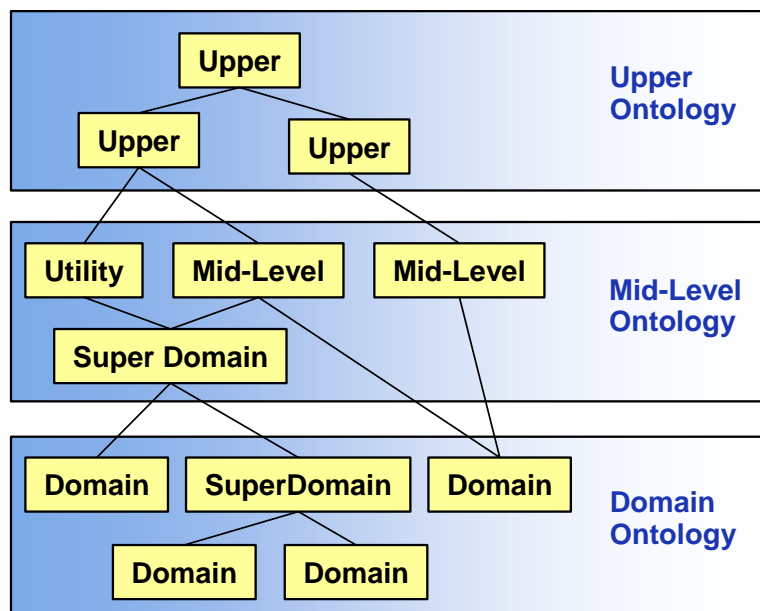 Upper
Upper
Ontology
Upper
Upper
Utility
Mid-Level
Mid-Level
Mid-Level
Ontology
Super Domain
Domain
SuperDomain
Domain
Domain
Ontology
Domain
Domain